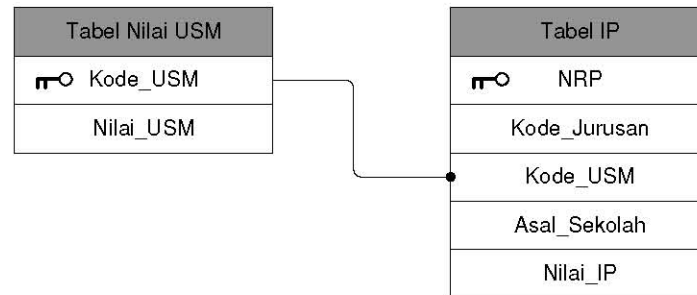 Tabel Nilai USM
Kode_USM
Nilai_USM
Tabel IP
NRP
Kode_Jurusan
Kode_USM
Asal_Sekolah
Nilai_IP